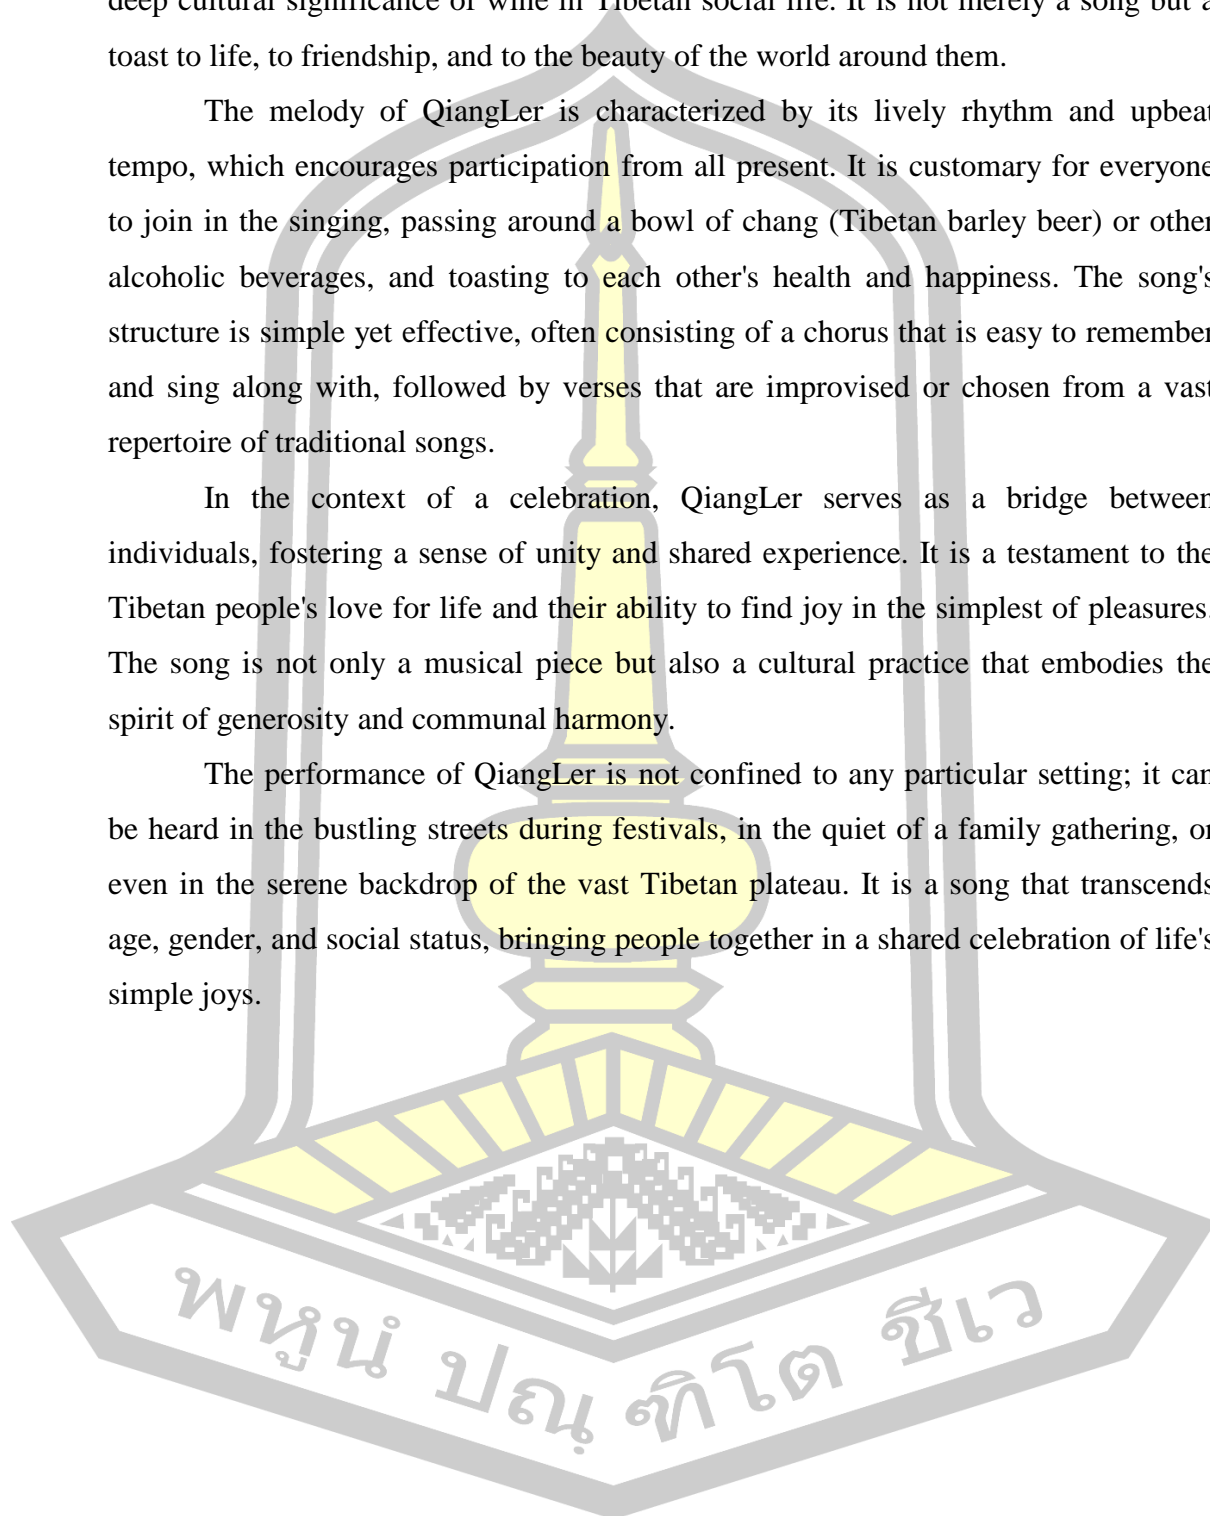 deep cultural significance of wine in Tibetan social life. It is not merely a song but a
toast to life, to friendship, and to the beauty of the world around them.
The melody of QiangLer is characterized by its lively rhythm and upbeat
tempo, which encourages participation from all present. It is customary for everyone
to join in the singing, passing around a bowl of chang (Tibetan barley beer) or other
alcoholic beverages, and toasting to each other's health and happiness. The song's
structure is simple yet effective, often consisting of a chorus that is easy to remember
and sing along with, followed by verses that are improvised or chosen from a vast
repertoire of traditional songs.
In the context of a celebration, QiangLer serves as a bridge between
individuals, fostering a sense of unity and shared experience. It is a testament to the
Tibetan people's love for life and their ability to find joy in the simplest of pleasures.
The song is not only a musical piece but also a cultural practice that embodies the
spirit of generosity and communal harmony.
The performance of QiangLer is not confined to any particular setting; it can
be heard in the bustling streets during festivals, in the quiet of a family gathering, or
even in the serene backdrop of the vast Tibetan plateau. It is a song that transcends
age, gender, and social status, bringing people together in a shared celebration of life's
simple joys.
พหูนํ ปณฺฑิโต ชีเว